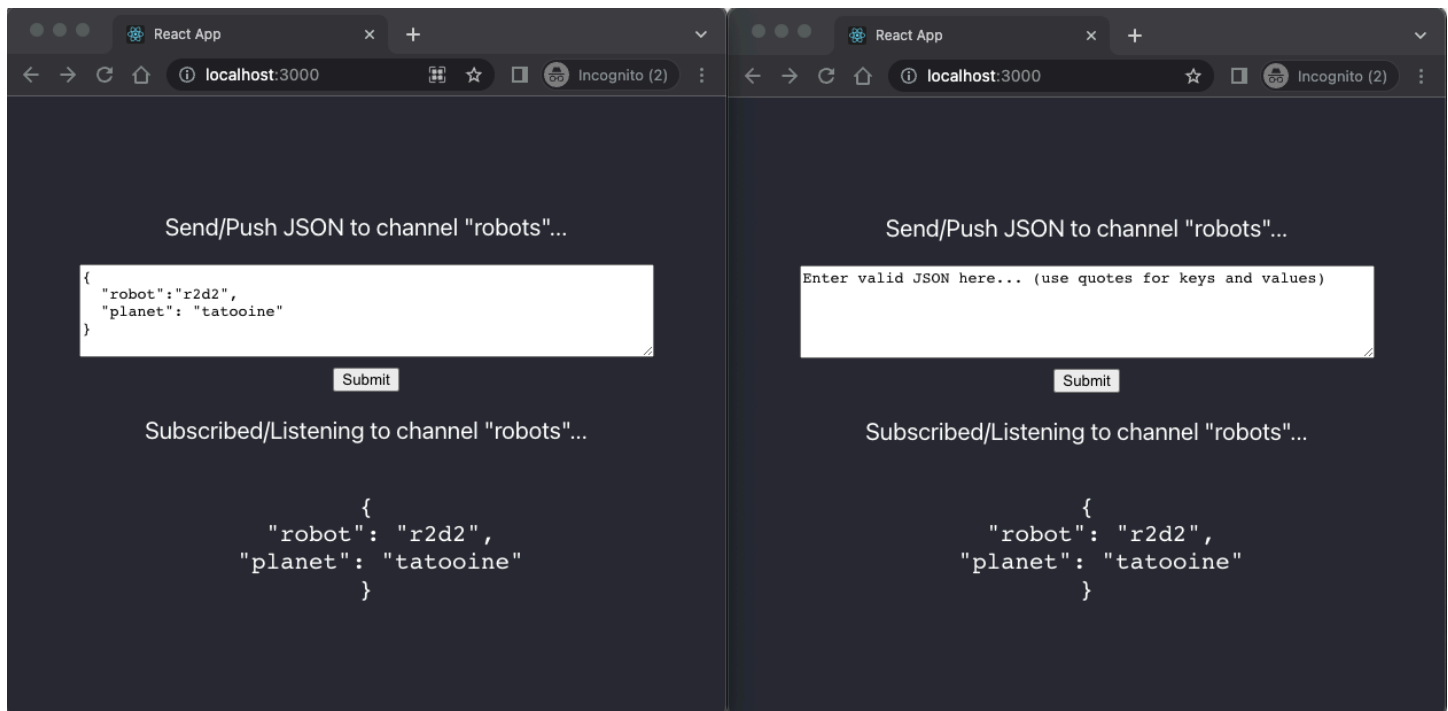 React App
localhost:3000
Incognito (2)
Send/Push JSON to channel "robots"...
{
"robot":"r2d2",
"planet": "tatooine"
}
Submit
Subscribed/Listening to channel "robots"...
{
"robot": "r2d2",
"planet": "tatooine"
}
React App
localhost:3000
Incognito (2)
Send/Push JSON to channel "robots"...
Enter valid JSON here... (use quotes for keys and values)
Submit
Subscribed/Listening to channel "robots"...
{
"robot": "r2d2",
"planet": "tatooine"
}